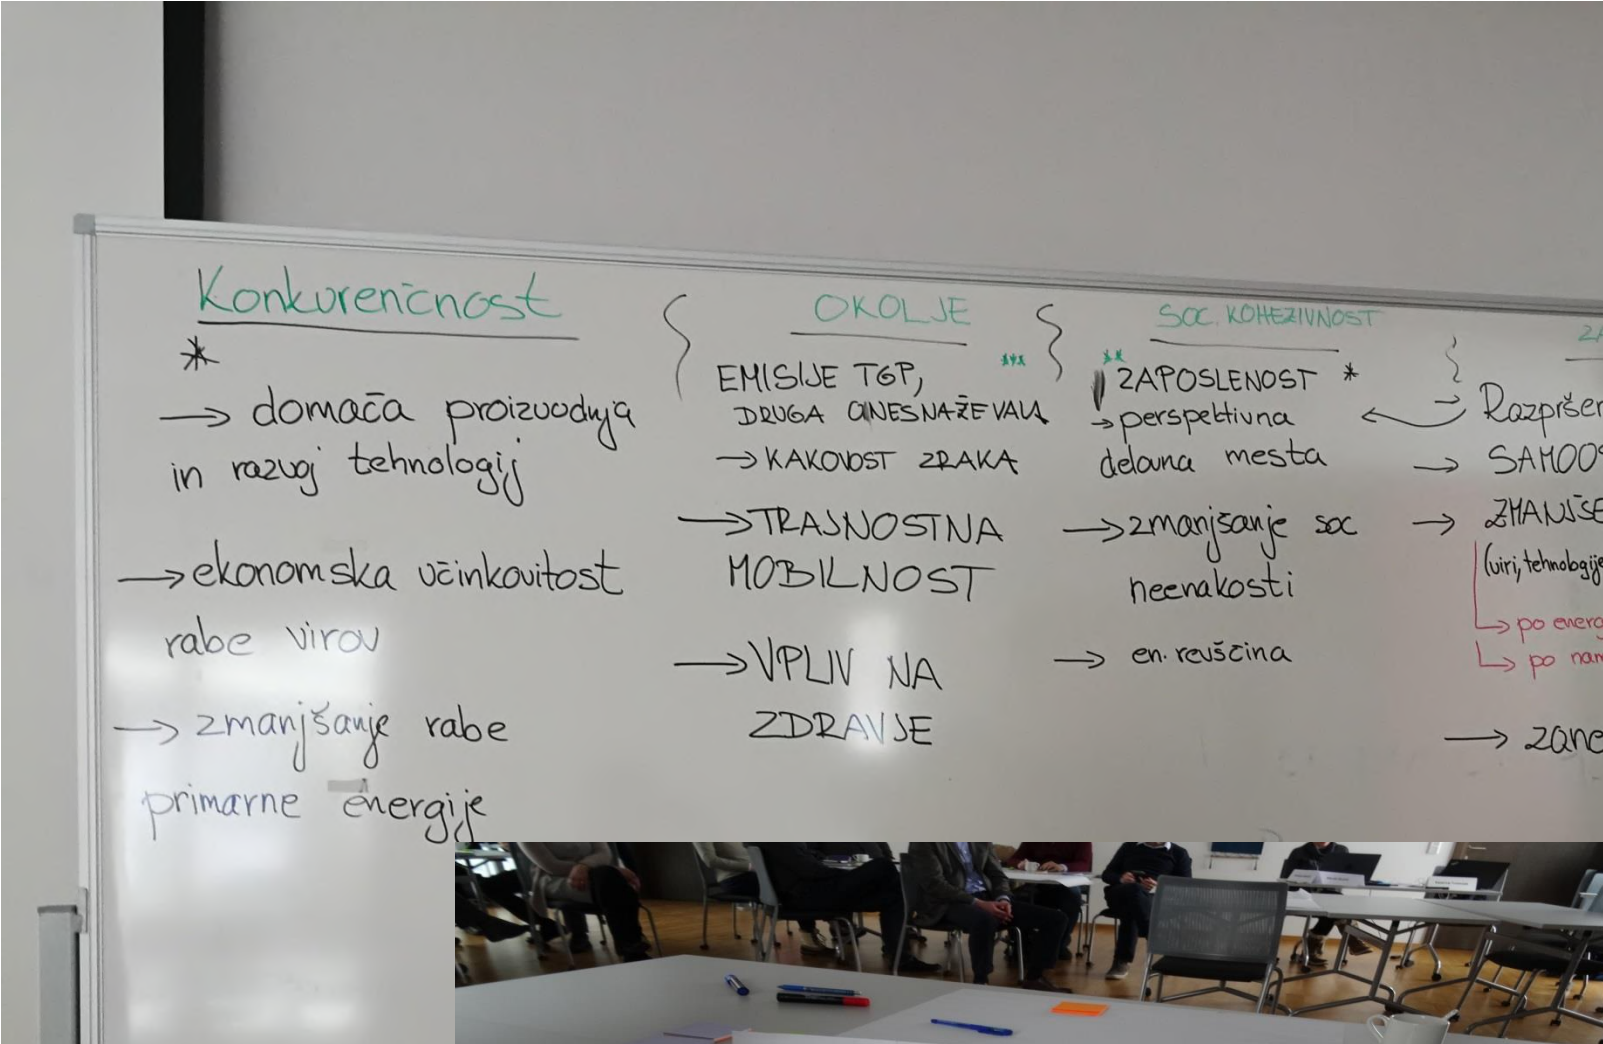 Konkurenčnost
*
→ domača proizvodnja
in razvoj tehnologij
→ ekonomska učinkovitost
rabe virov
→ zmanjšanje rabe
primarne energije
OKOLJE
EMISIJE TGP, ***
DRUGA ONESNAŽEVALA
→ KAKOVOST ZRAKA
→ TRAJNOSTNA
MOBILNOST
→ VPLIV NA
ZDRAVJE
SOC. KOHEZIVNOST
**
ZAPOSLENOST *
→ perspektivna
delovna mesta
→ zmanjšanje soc
neenakosti
→ en. revščina
ZA
→ Razpršen
→ SAMOOS
→ ZMANJŠE
(viri, tehnologije
→ po energ
→ po nam
→ zane